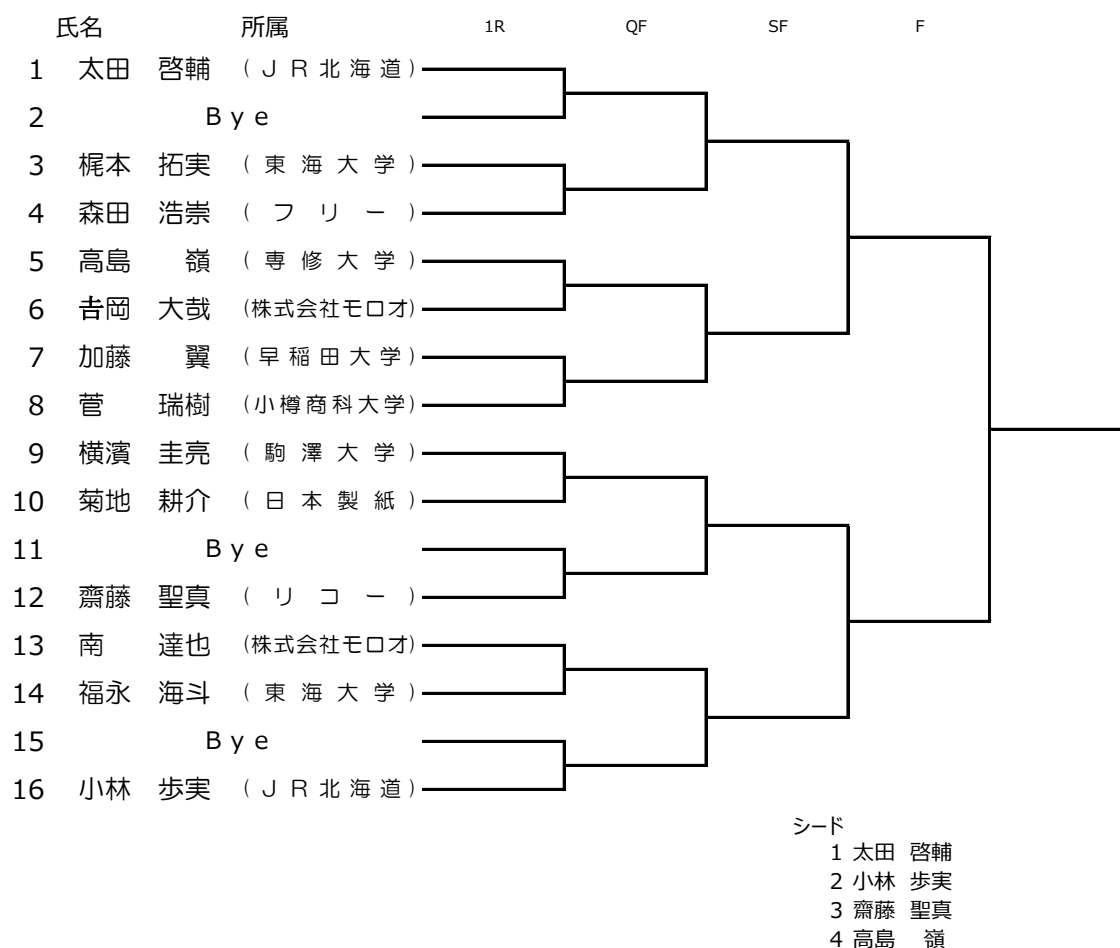 氏名 所属 1R QF SF F
1 太田 啓輔 (JR北海道)
2 Bye
3 梶本 拓実 (東海大学)
4 森田 浩崇 (フリー)
5 高島 嶺 (専修大学)
6 𠮷岡 大哉 (株式会社モロオ)
7 加藤 翼 (早稲田大学)
8 菅 瑞樹 (小樽商科大学)
9 横濱 圭亮 (駒澤大学)
10 菊地 耕介 (日本製紙)
11 Bye
12 齋藤 聖真 (リコー)
13 南 達也 (株式会社モロオ)
14 福永 海斗 (東海大学)
15 Bye
16 小林 歩実 (JR北海道)
シード
1 太田 啓輔
2 小林 歩実
3 齋藤 聖真
4 高島 嶺